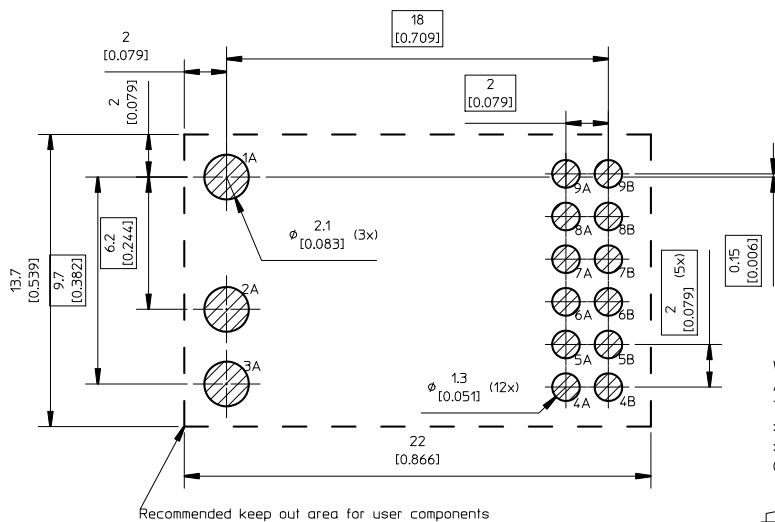 18
[0.709]
2
[0.079]
2
[0.079]
2
[0.079]
1A
9A
9B
8A
8B
6.2
[0.244]
2.1
ø (3x)
[0.083]
13.7
[0.539]
9.7
[0.382]
7A
7B
0.15
[0.006]
2 (5x)
[0.079]
2A
6A
6B
5A
5B
3A
1.3
ø (12x)
[0.051]
4A
4B
22
[0.866]
Recommended keep out area for user components